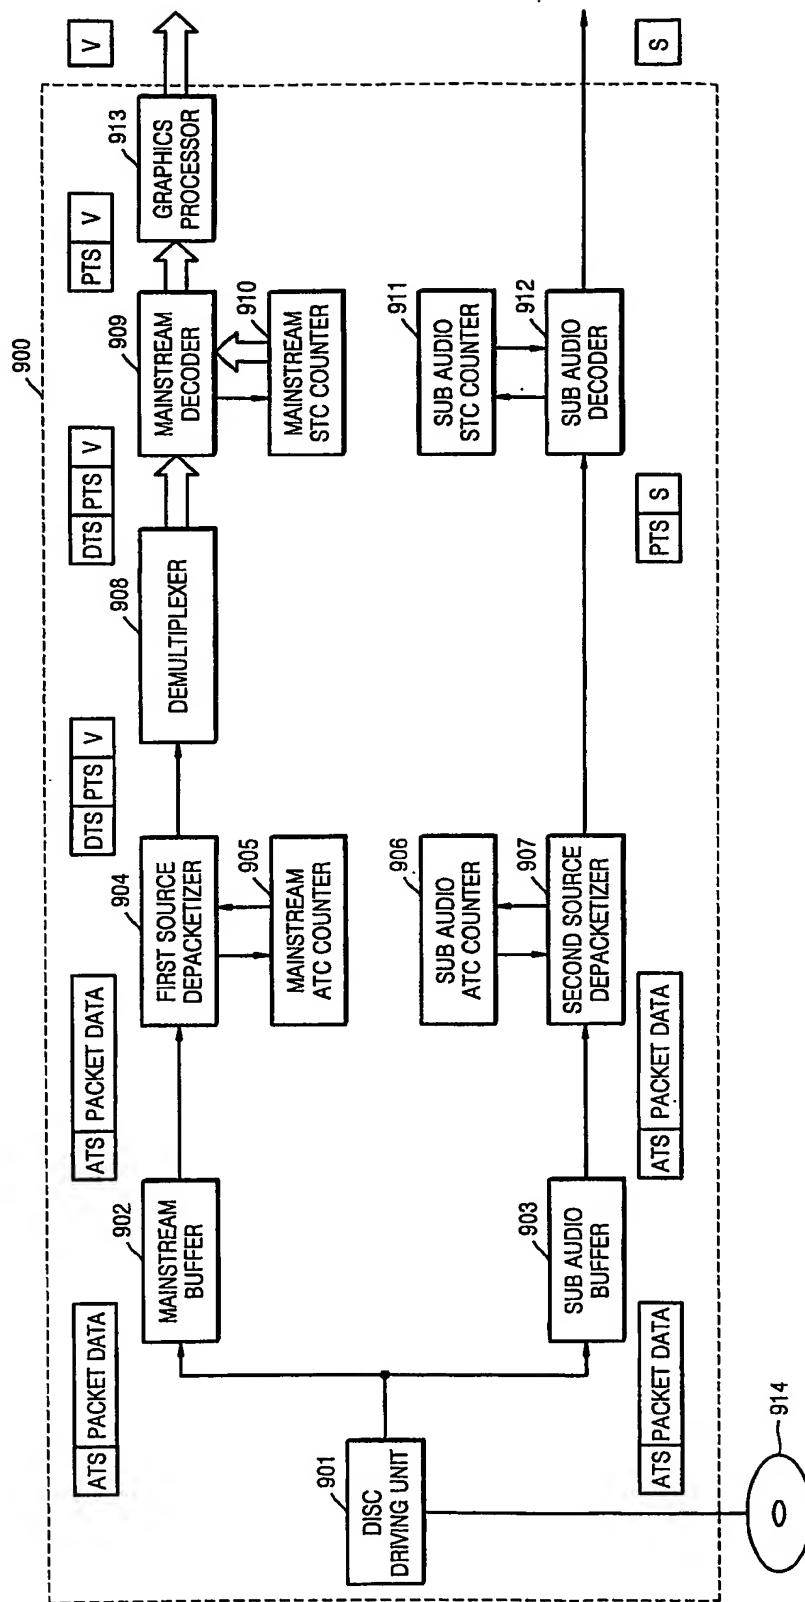 900
ATS PACKET DATA
ATS PACKET DATA
DTS PTS V
DTS PTS V
PTS V
V
901
DISC
DRIVING UNIT
902
MAINSTREAM
BUFFER
904
FIRST SOURCE
DEPACKETIZER
905
MAINSTREAM
ATC COUNTER
908
DEMULTIPLEXER
909
MAINSTREAM
DECODER
910
MAINSTREAM
STC COUNTER
913
GRAPHICS
PROCESSOR
903
SUB AUDIO
BUFFER
906
SUB AUDIO
ATC COUNTER
907
SECOND SOURCE
DEPACKETIZER
911
SUB AUDIO
STC COUNTER
912
SUB AUDIO
DECODER
ATS PACKET DATA
ATS PACKET DATA
PTS S
S
914